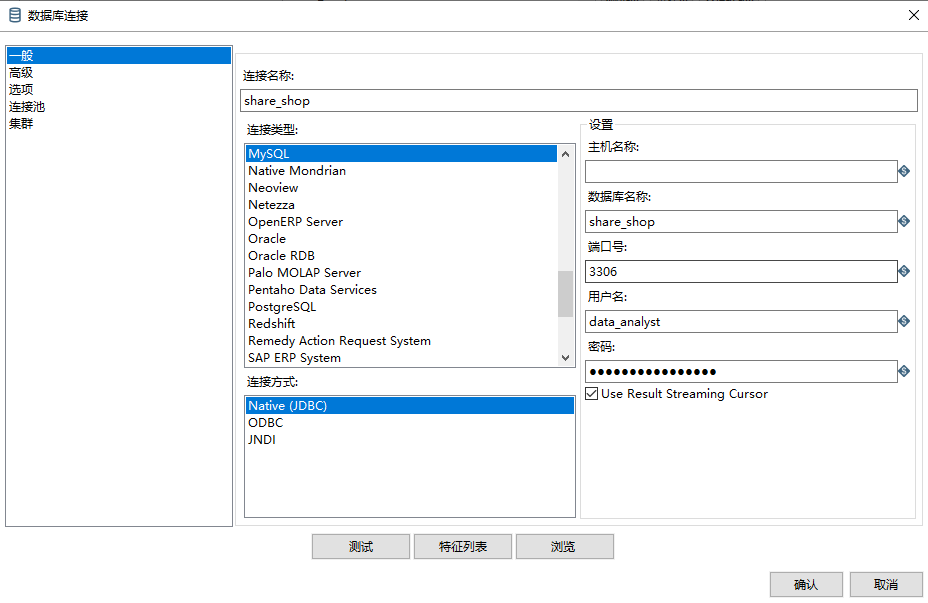 数据库连接
一般
高级
选项
连接池
集群
连接名称:
share_shop
连接类型:
MySQL
Native Mondrian
Neoview
Netezza
OpenERP Server
Oracle
Oracle RDB
Palo MOLAP Server
Pentaho Data Services
PostgreSQL
Redshift
Remedy Action Request System
SAP ERP System
连接方式:
Native (JDBC)
ODBC
JNDI
设置
主机名称:
数据库名称:
share_shop
端口号:
3306
用户名:
data_analyst
密码:
●●●●●●●●●●●●●●●●
Use Result Streaming Cursor
测试
特征列表
浏览
确认
取消